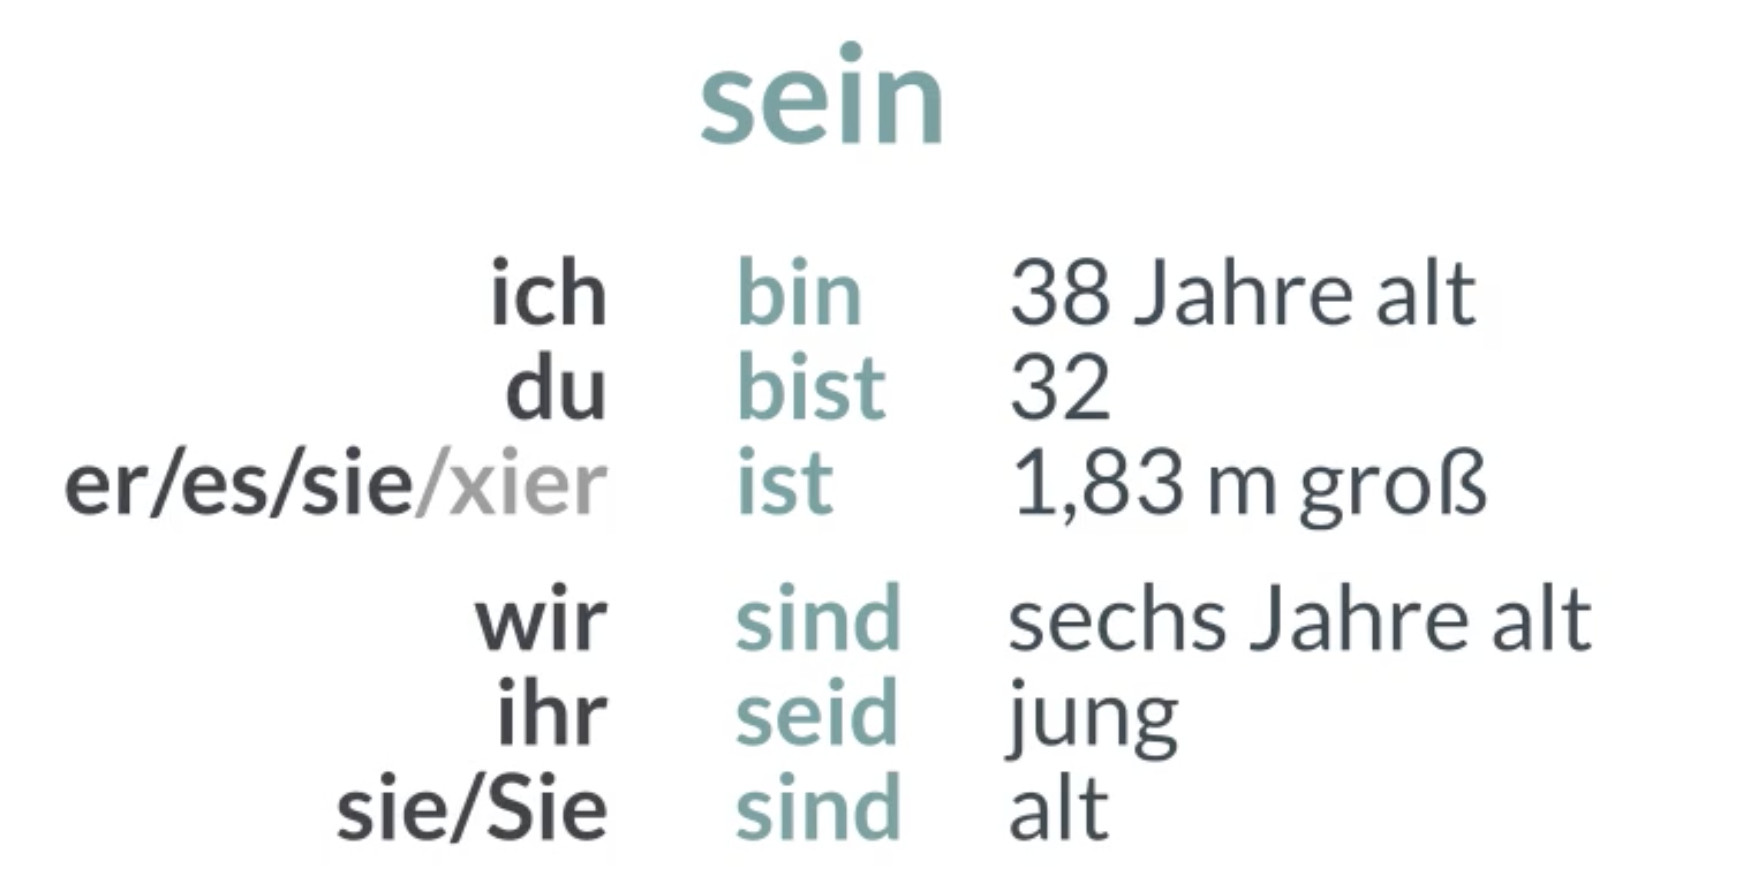 sein
ich bin 38 Jahre alt
du bist 32
er/es/sie/xier ist 1,83 m groß
wir sind sechs Jahre alt
ihr seid jung
sie/Sie sind alt